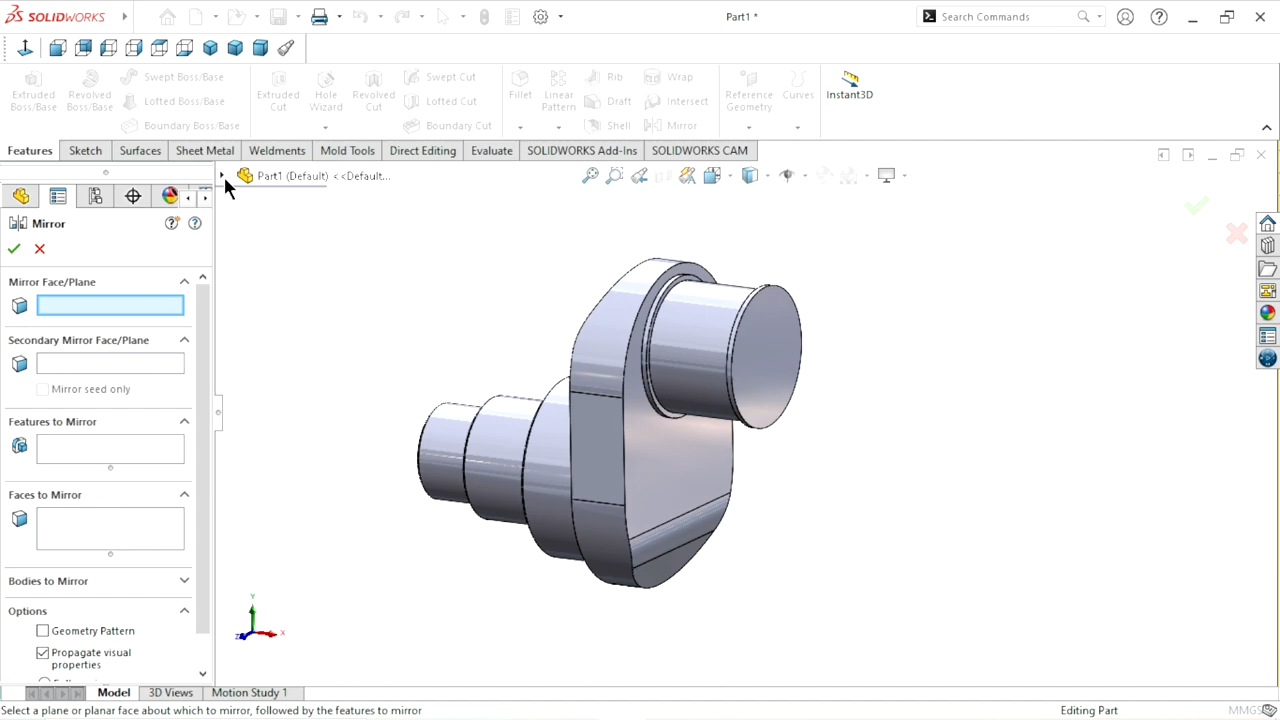 SOLIDWORKS
Part1 *
Search Commands
Extruded Boss/Base
Revolved Boss/Base
Swept Boss/Base
Lofted Boss/Base
Boundary Boss/Base
Extruded Cut
Hole Wizard
Revolved Cut
Swept Cut
Lofted Cut
Boundary Cut
Fillet
Linear Pattern
Rib
Draft
Shell
Wrap
Intersect
Mirror
Reference Geometry
Curves
Instant3D
Features
Sketch
Surfaces
Sheet Metal
Weldments
Mold Tools
Direct Editing
Evaluate
SOLIDWORKS Add-Ins
SOLIDWORKS CAM
Part1 (Default) <<Default...
Mirror
Mirror Face/Plane
Secondary Mirror Face/Plane
Mirror seed only
Features to Mirror
Faces to Mirror
Bodies to Mirror
Options
Geometry Pattern
Propagate visual
properties
Y
X
Z
Model
3D Views
Motion Study 1
Select a plane or planar face about which to mirror, followed by the features to mirror
Editing Part
MMGS